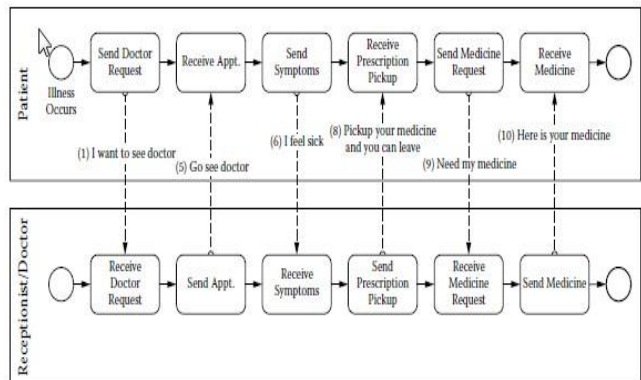 Patient
Send Doctor
Request
Receive Appt.
Send
Symptoms
Receive
Prescription
Pickup
Send Medicine
Request
Receive
Medicine
Illness
Occurs
(1) I want to see doctor
(5) Go see doctor
(6) I feel sick
(8) Pickup your medicine
and you can leave
(9) Need my medicine
(10) Here is your medicine
Receptionist/Doctor
Receive
Doctor
Request
Send Appt.
Receive
Symptoms
Send
Prescription
Pickup
Receive
Medicine
Request
Send Medicine